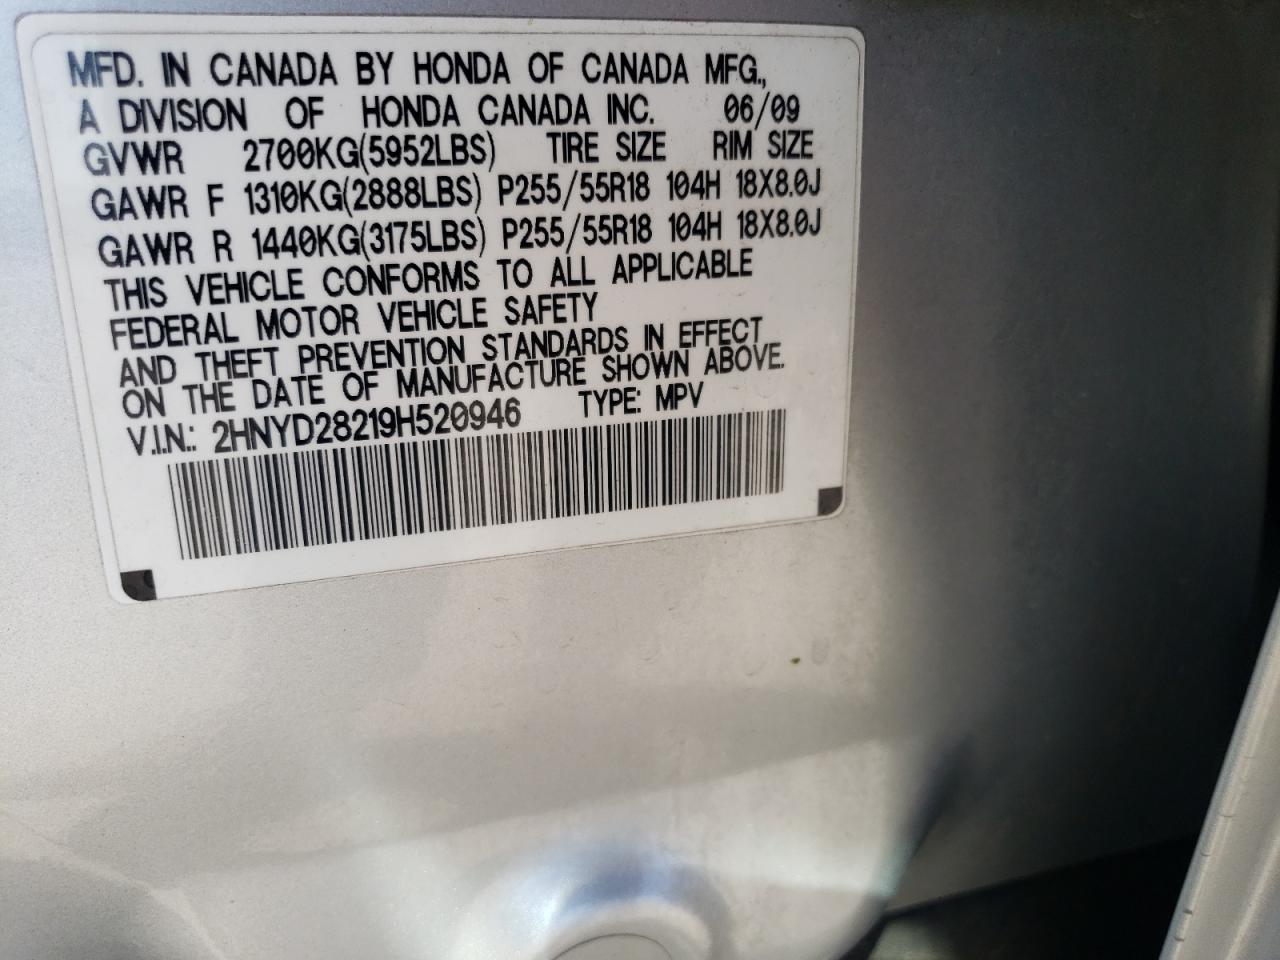 MFD. IN CANADA BY HONDA OF CANADA MFG.,
A DIVISION OF HONDA CANADA INC. 06/09
GVWR 2700KG(5952LBS) TIRE SIZE RIM SIZE
GAWR F 1310KG(2888LBS) P255/55R18 104H 18X8.0J
GAWR R 1440KG(3175LBS) P255/55R18 104H 18X8.0J
THIS VEHICLE CONFORMS TO ALL APPLICABLE
FEDERAL MOTOR VEHICLE SAFETY
AND THEFT PREVENTION STANDARDS IN EFFECT
ON THE DATE OF MANUFACTURE SHOWN ABOVE.
V.I.N.: 2HNYD28219H520946 TYPE: MPV